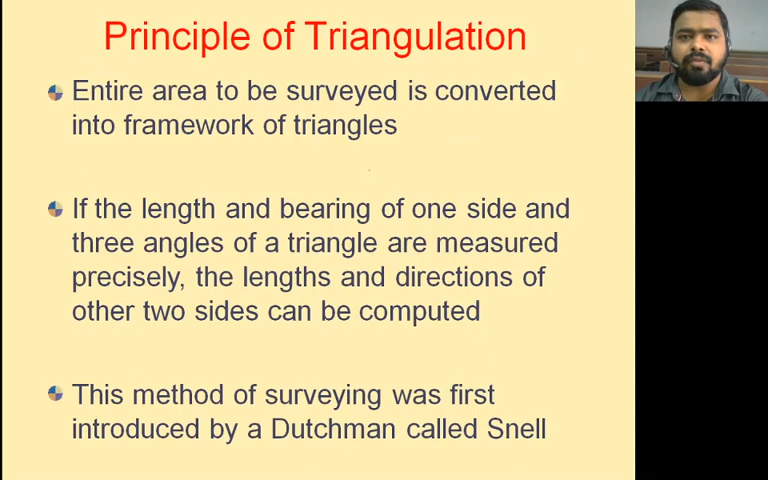 Principle of Triangulation
Entire area to be surveyed is converted
into framework of triangles
If the length and bearing of one side and
three angles of a triangle are measured
precisely, the lengths and directions of
other two sides can be computed
This method of surveying was first
introduced by a Dutchman called Snell